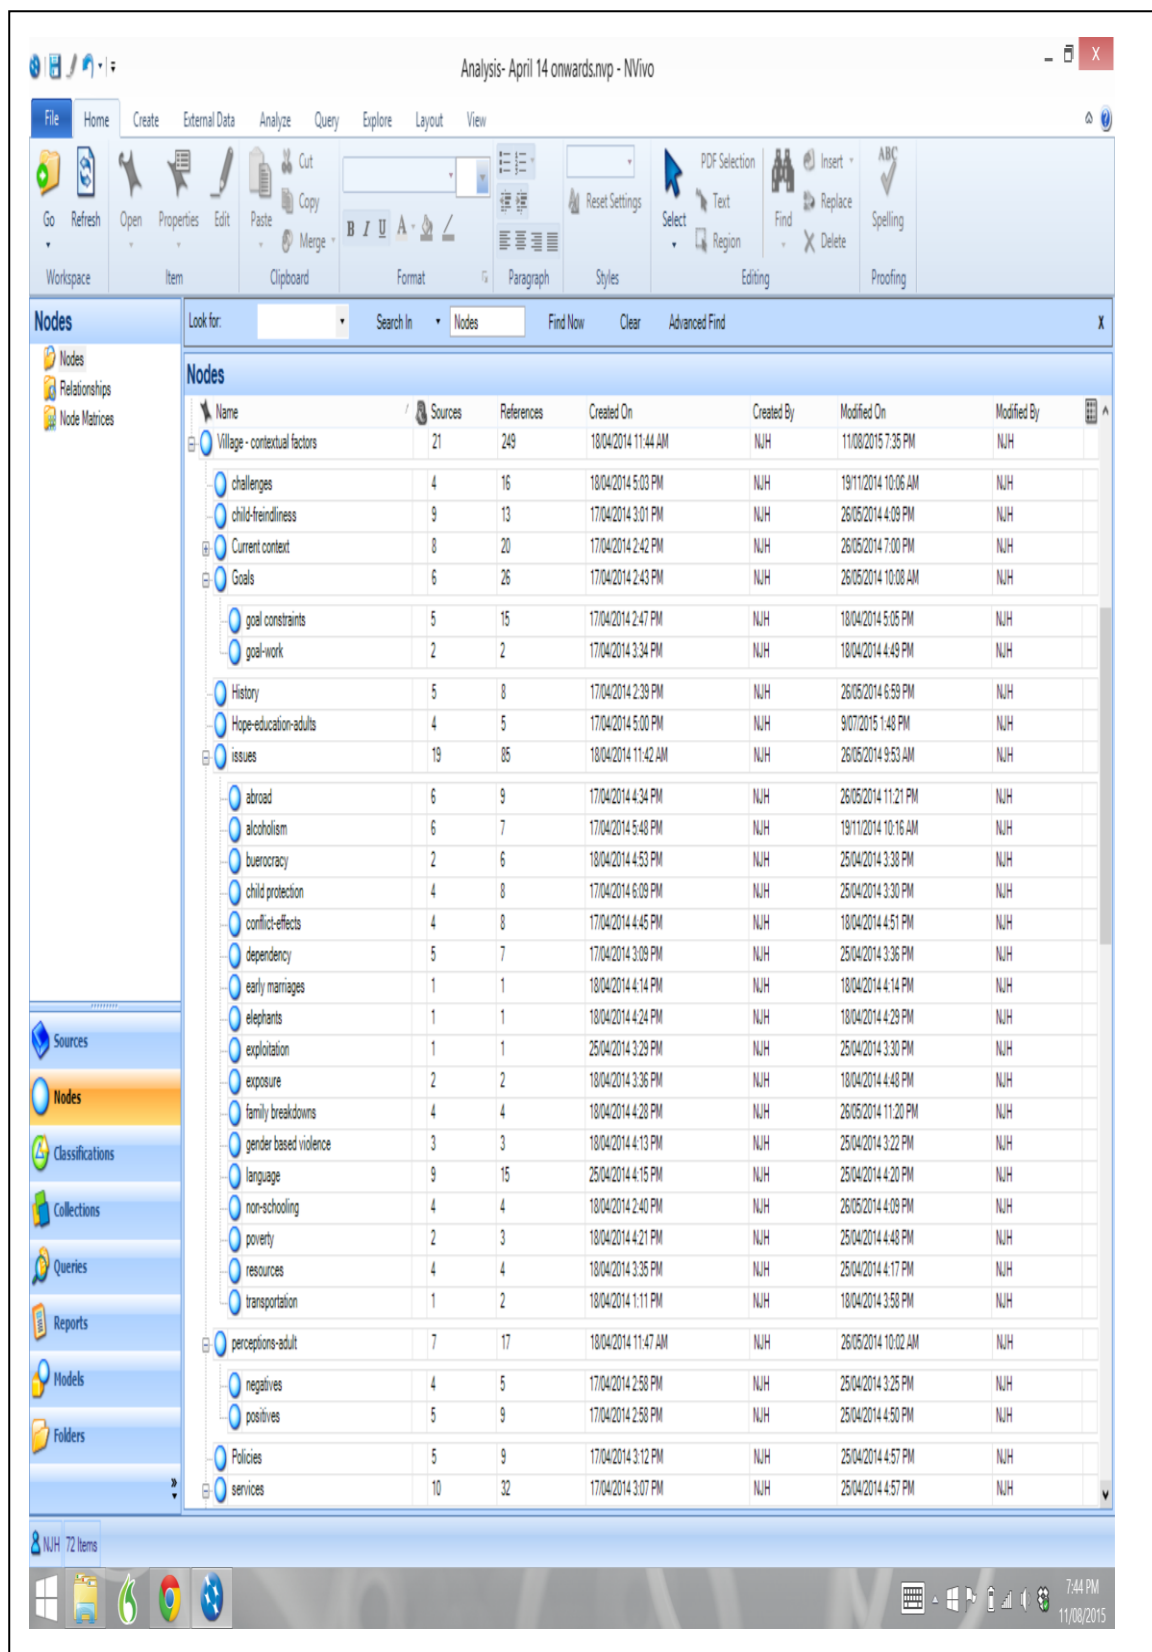 Analysis- April 14 onwards.nvp - NVivo
File Home Create External Data Analyze Query Explore Layout View
Go Refresh Open Properties Edit Paste Cut Copy Merge B I U A Reset Settings Select PDF Selection Text Region Find Insert Replace Delete ABC Spelling
Workspace Item Clipboard Format Paragraph Styles Editing Proofing
Nodes
Nodes
Relationships
Node Matrices
Look for: Search In Nodes Find Now Clear Advanced Find X
Nodes
Name Sources References Created On Created By Modified On Modified By
Village - contextual factors 21 249 18/04/2014 11:44 AM NJH 11/08/2015 7:35 PM NJH
challenges 4 16 18/04/2014 5:03 PM NJH 19/11/2014 10:06 AM NJH
child-freindliness 9 13 17/04/2014 3:01 PM NJH 26/05/2014 4:09 PM NJH
Current context 8 20 17/04/2014 2:42 PM NJH 26/05/2014 7:00 PM NJH
Goals 6 26 17/04/2014 2:43 PM NJH 26/05/2014 10:08 AM NJH
goal constraints 5 15 17/04/2014 2:47 PM NJH 18/04/2014 5:05 PM NJH
goal-work 2 2 17/04/2014 3:34 PM NJH 18/04/2014 4:49 PM NJH
History 5 8 17/04/2014 2:39 PM NJH 26/05/2014 6:59 PM NJH
Hope-education-adults 4 5 17/04/2014 5:00 PM NJH 9/07/2015 1:48 PM NJH
issues 19 85 18/04/2014 11:42 AM NJH 26/05/2014 9:53 AM NJH
abroad 6 9 17/04/2014 4:34 PM NJH 26/05/2014 11:21 PM NJH
alcoholism 6 7 17/04/2014 5:48 PM NJH 19/11/2014 10:16 AM NJH
buerocracy 2 6 18/04/2014 4:53 PM NJH 25/04/2014 3:38 PM NJH
child protection 4 8 17/04/2014 6:09 PM NJH 25/04/2014 3:30 PM NJH
conflict-effects 4 8 17/04/2014 4:45 PM NJH 18/04/2014 4:51 PM NJH
dependency 5 7 17/04/2014 3:09 PM NJH 25/04/2014 3:36 PM NJH
early marriages 1 1 18/04/2014 4:14 PM NJH 18/04/2014 4:14 PM NJH
elephants 1 1 18/04/2014 4:24 PM NJH 18/04/2014 4:29 PM NJH
exploitation 1 1 25/04/2014 3:29 PM NJH 25/04/2014 3:30 PM NJH
exposure 2 2 18/04/2014 3:36 PM NJH 18/04/2014 4:48 PM NJH
family breakdowns 4 4 18/04/2014 4:28 PM NJH 26/05/2014 11:20 PM NJH
gender based violence 3 3 18/04/2014 4:13 PM NJH 25/04/2014 3:22 PM NJH
language 9 15 25/04/2014 4:15 PM NJH 25/04/2014 4:20 PM NJH
non-schooling 4 4 18/04/2014 2:40 PM NJH 26/05/2014 4:09 PM NJH
poverty 2 3 18/04/2014 4:21 PM NJH 25/04/2014 4:48 PM NJH
resources 4 4 18/04/2014 3:35 PM NJH 25/04/2014 4:17 PM NJH
transportation 1 2 18/04/2014 1:11 PM NJH 18/04/2014 3:58 PM NJH
perceptions-adult 7 17 18/04/2014 11:47 AM NJH 26/05/2014 10:02 AM NJH
negatives 4 5 17/04/2014 2:58 PM NJH 25/04/2014 3:25 PM NJH
positives 5 9 17/04/2014 2:58 PM NJH 25/04/2014 4:50 PM NJH
Policies 5 9 17/04/2014 3:12 PM NJH 25/04/2014 4:57 PM NJH
services 10 32 17/04/2014 3:07 PM NJH 25/04/2014 4:57 PM NJH
Sources
Nodes
Classifications
Collections
Queries
Reports
Models
Folders
NJH 72 Items
7:44 PM
11/08/2015